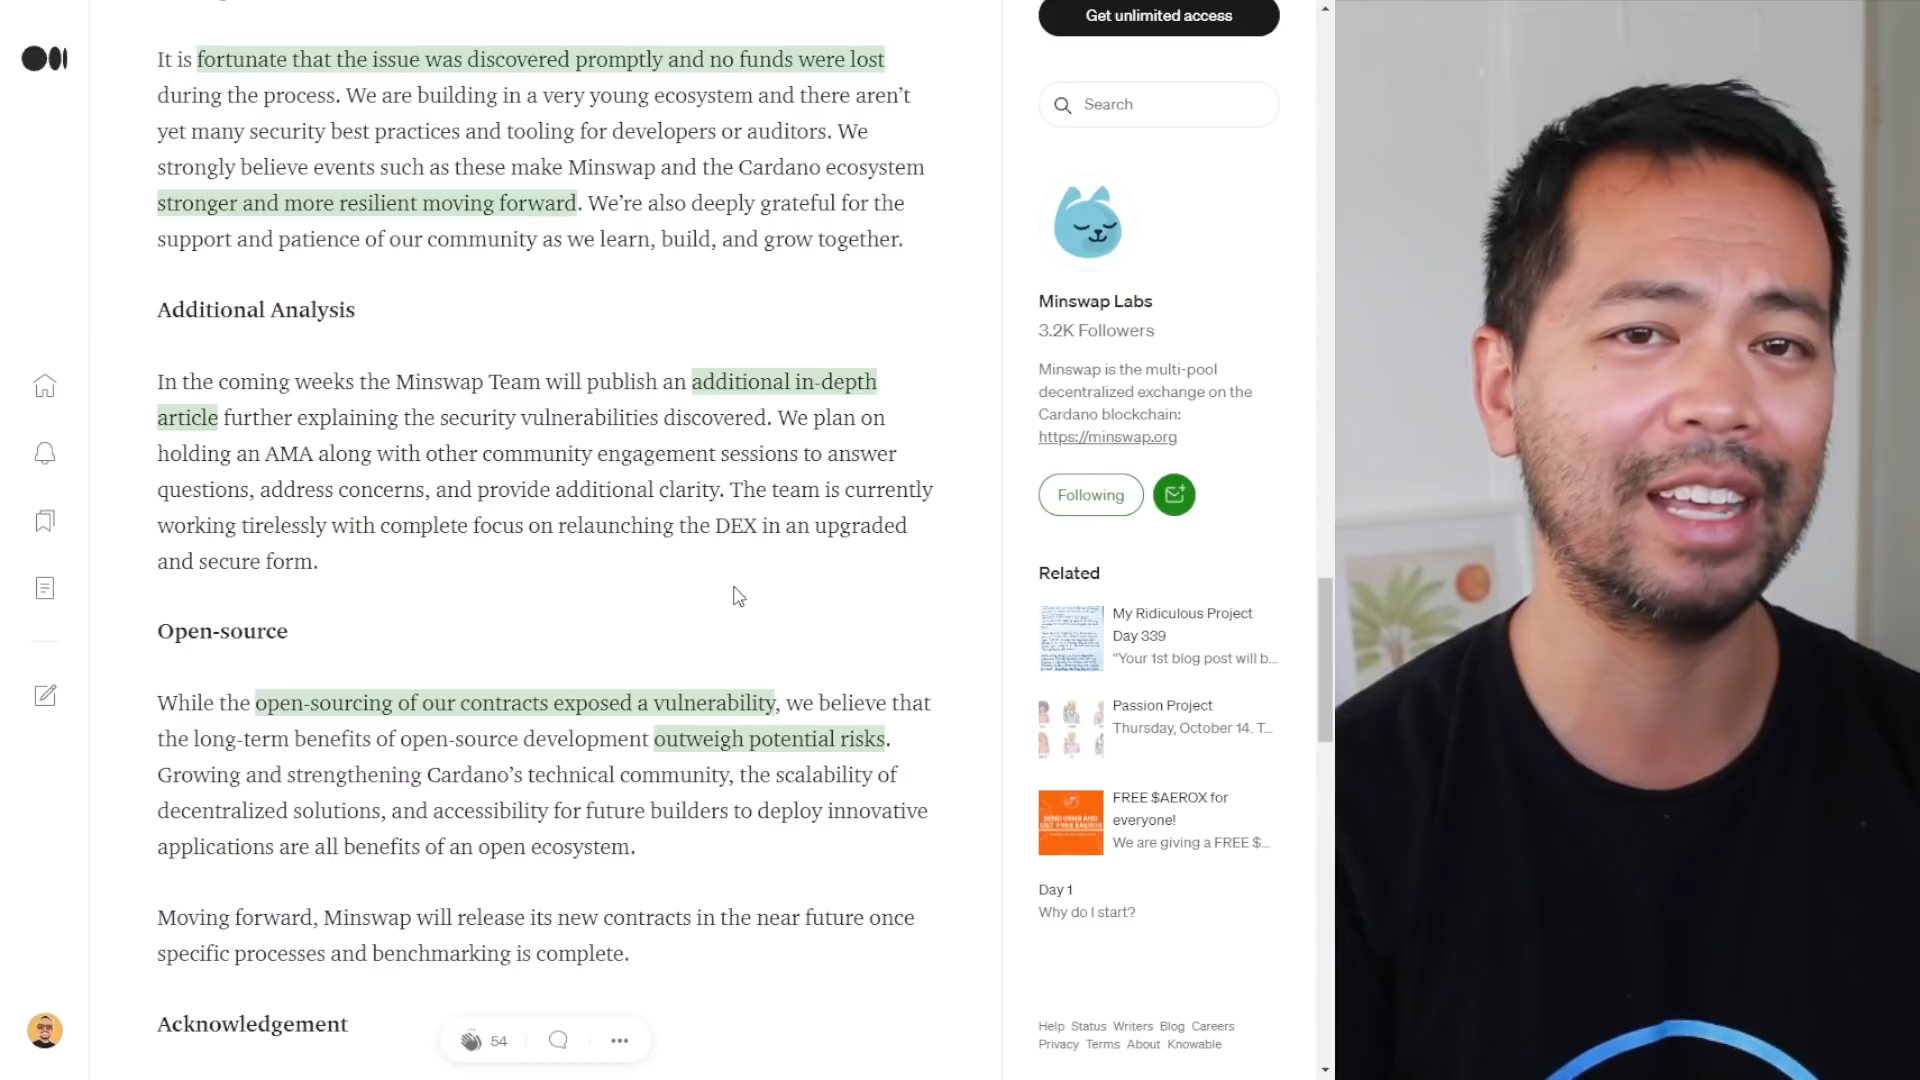 It is fortunate that the issue was discovered promptly and no funds were lost
during the process. We are building in a very young ecosystem and there aren’t
yet many security best practices and tooling for developers or auditors. We
strongly believe events such as these make Minswap and the Cardano ecosystem
stronger and more resilient moving forward. We’re also deeply grateful for the
support and patience of our community as we learn, build, and grow together.
Additional Analysis
In the coming weeks the Minswap Team will publish an additional in-depth
article further explaining the security vulnerabilities discovered. We plan on
holding an AMA along with other community engagement sessions to answer
questions, address concerns, and provide additional clarity. The team is currently
working tirelessly with complete focus on relaunching the DEX in an upgraded
and secure form.
Open-source
While the open-sourcing of our contracts exposed a vulnerability, we believe that
the long-term benefits of open-source development outweigh potential risks.
Growing and strengthening Cardano’s technical community, the scalability of
decentralized solutions, and accessibility for future builders to deploy innovative
applications are all benefits of an open ecosystem.
Moving forward, Minswap will release its new contracts in the near future once
specific processes and benchmarking is complete.
Acknowledgement
54
Get unlimited access
Search
Minswap Labs
3.2K Followers
Minswap is the multi-pool
decentralized exchange on the
Cardano blockchain:
https://minswap.org
Following
Related
My Ridiculous Project
Day 339
“Your 1st blog post will b...
Passion Project
Thursday, October 14. T...
FREE $AEROX for
everyone!
We are giving a FREE $...
Day 1
Why do I start?
Help Status Writers Blog Careers
Privacy Terms About Knowable